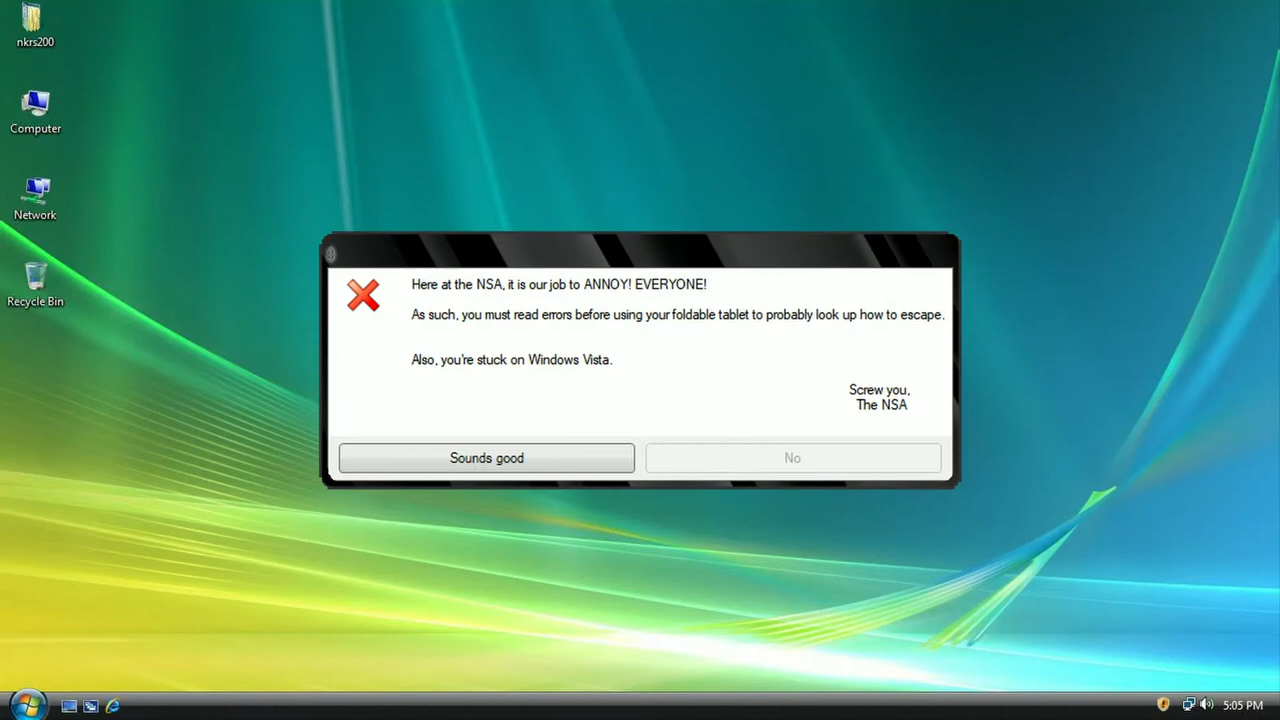 nkrs200
Computer
Network
Recycle Bin
Here at the NSA, it is our job to ANNOY! EVERYONE!
As such, you must read errors before using your foldable tablet to probably look up how to escape.
Also, you're stuck on Windows Vista.
Screw you,
The NSA
Sounds good
No
5:05 PM